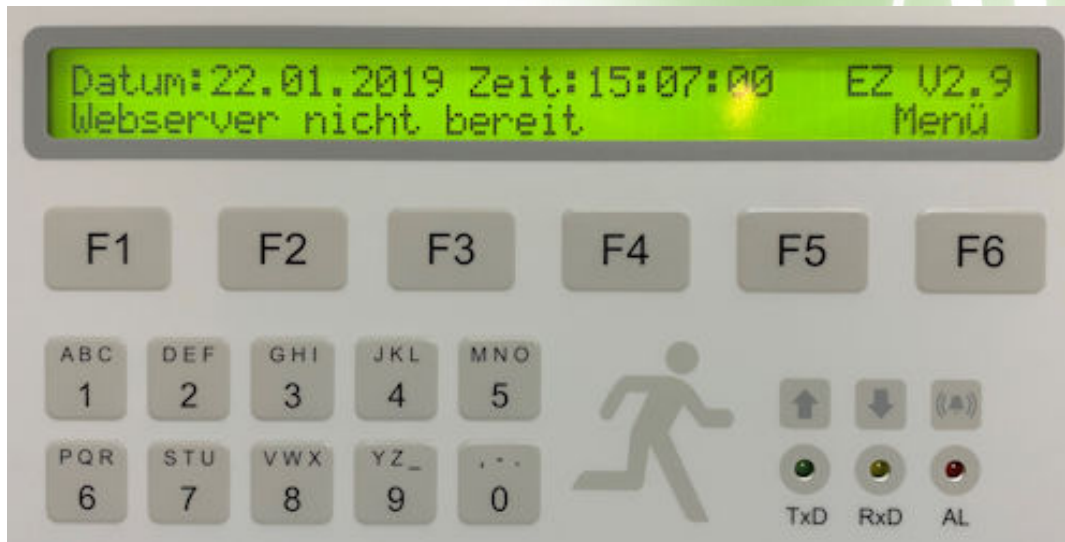 Datum:22.01.2019 Zeit:15:07:00 EZ V2.9
Webserver nicht bereit Menü
F1 F2 F3 F4 F5 F6
ABC DEF GHI JKL MNO
1 2 3 4 5
PQR STU VWX YZ_ ,-.
6 7 8 9 0
TxD RxD AL